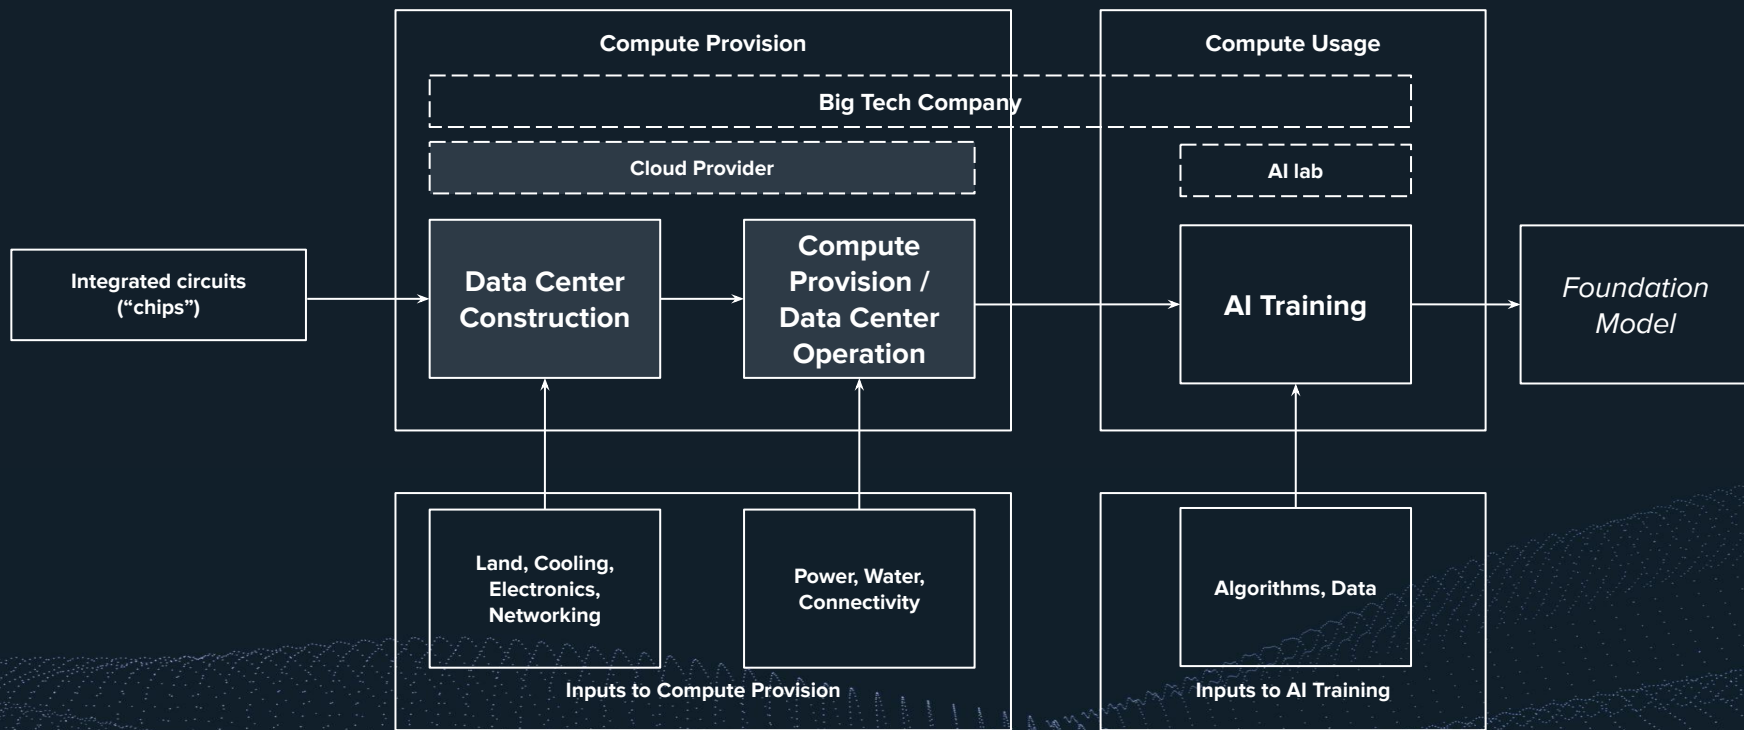 Compute Provision
Compute Usage
Big Tech Company
Cloud Provider
AI lab
Integrated circuits
(“chips”)
Data Center
Construction
Compute
Provision /
Data Center
Operation
AI Training
Foundation
Model
Land, Cooling,
Electronics,
Networking
Power, Water,
Connectivity
Algorithms, Data
Inputs to Compute Provision
Inputs to AI Training